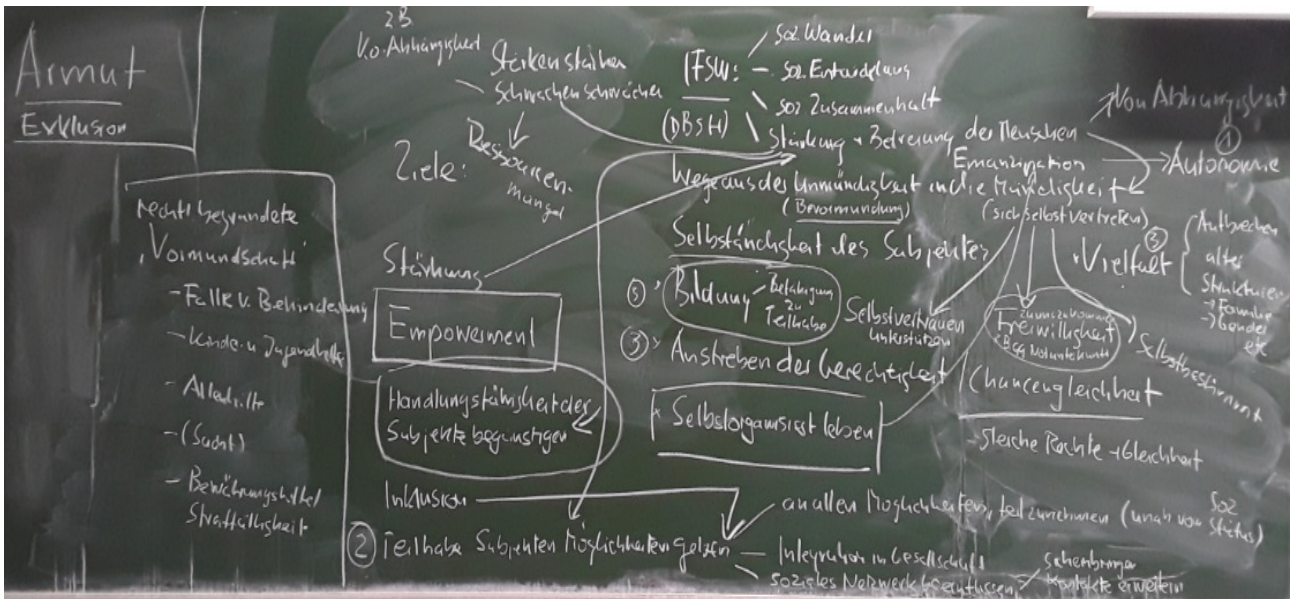 Armut
Exklusion
rechtl. begründete
Vormundschaft
- Fälle v. Behinderung
- Kinder u Jugendhilfe
- Altenhilfe
- (Sucht)
- Bewährungshilfe/
Straffälligkeit
z.B
v.o. Abhängigkeit
Stärken stärken
Schwächen schwächen
Ressourcen-
mangel
Ziele:
Stärkung
Empowerment
Handlungsfähigkeit der
Subjekte begünstigen
Inklusion
② Teilhabe Subjekten Möglichkeiten geben
IFSW:
(DBSH)
Soz. Wandel
- Soz. Entwicklung
Soz Zusammenhalt
Stärkung + Befreiung der Menschen
Wege aus der Unmündigkeit in die Mündigkeit
(Bevormundung)
(sich selbst vertreten)
Selbständigkeit des Subjektes
⑤ Bildung
Befähigung
zu
Teilhabe
Selbstvertrauen
unterstützen
③ Anstreben der Gerechtigkeit
Selbstorganisiert leben
Von Abhängigkeit
①
Emanzipation
Autonomie
Vielfalt ③
Aufbrechen
alter
Strukturen
→ Familie
→ Gender
etc
Freiwilligkeit
Selbstbestimmt
Chancengleichheit
- gleiche Rechte + Gleichheit
an allen Möglichkeiten teilzunehmen (unab von Soz Status)
- Integration in Gesellschaft
soziales Netzwerk
Kontakte erweitern